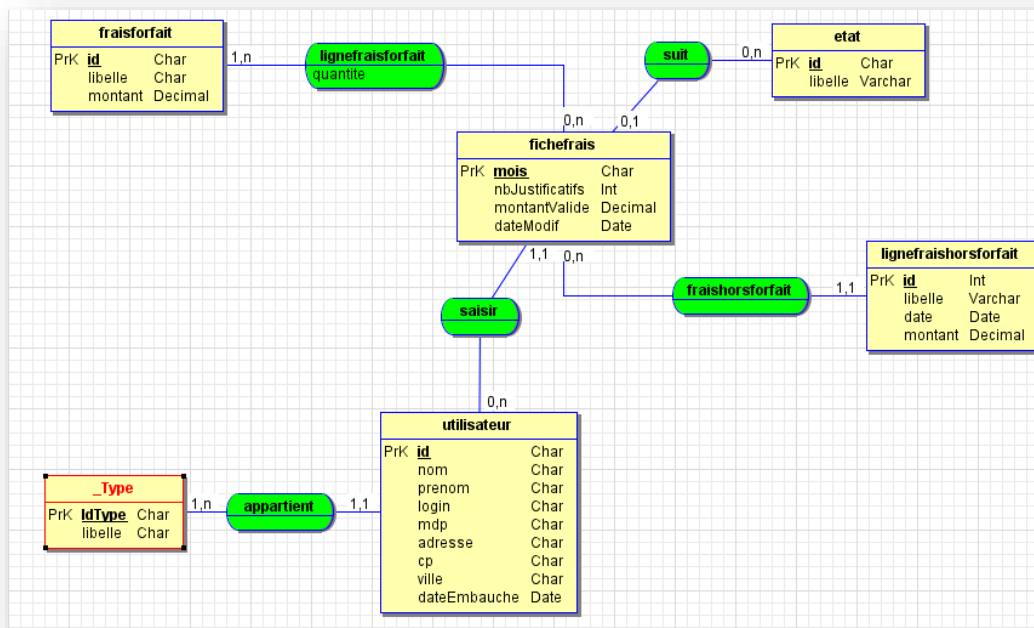 fraisforfait
PrK id Char
libelle Char
montant Decimal
1,n
lignefraisforfait
quantite
0,n
suit
0,n
0,1
etat
PrK id Char
libelle Varchar
fichefrais
PrK mois Char
nbJustificatifs Int
montantValide Decimal
dateModif Date
1,1
0,n
fraishorsforfait
1,1
lignefraishorsforfait
PrK id Int
libelle Varchar
date Date
montant Decimal
saisir
0,n
utilisateur
PrK id Char
nom Char
prenom Char
login Char
mdp Char
adresse Char
cp Char
ville Char
dateEmbauche Date
_Type
PrK IdType Char
libelle Char
1,n
appartient
1,1